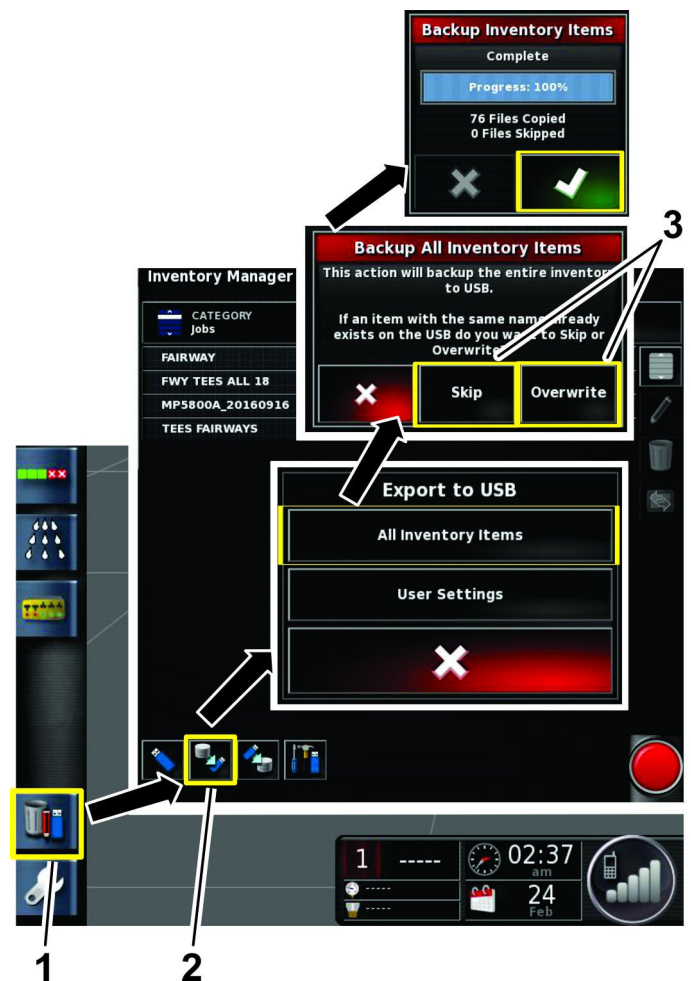 Backup Inventory Items
Complete
Progress: 100%
76 Files Copied
0 Files Skipped
3
Backup All Inventory Items
This action will backup the entire inventory
to USB.
If an item with the same name already
exists on the USB do you want to Skip or
Overwrite
Skip
Overwrite
Inventory Manager
CATEGORY
Jobs
FAIRWAY
FWY TEES ALL 18
MP5800A_20160916
TEES FAIRWAYS
Export to USB
All Inventory Items
User Settings
1
-----
02:37
am
-----
-----
24
Feb
1
2